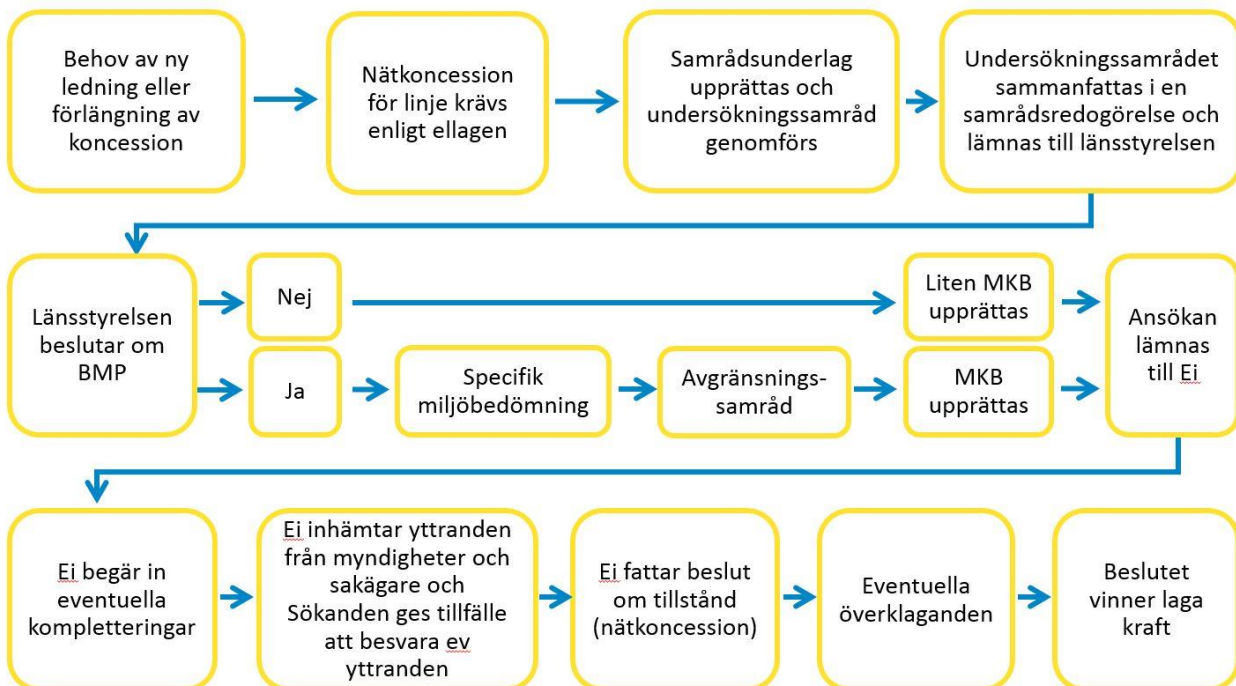 Behov av ny
ledning eller
förlängning av
koncession
Nätkoncession
för linje krävs
enligt ellagen
Samrådsunderlag
upprättas och
undersökningssamråd
genomförs
Undersökningssamrådet
sammanfattas i en
samrådsredogörelse och
lämnas till länsstyrelsen
Länsstyrelsen
beslutar om
BMP
Nej
Liten MKB
upprättas
Ja
Specifik
miljöbedömning
Avgränsnings-
samråd
MKB
upprättas
Ansökan
lämnas
till Ei
Ei begär in
eventuella
kompletteringar
Ei inhämtar yttranden
från myndigheter och
sakägare och
Sökanden ges tillfälle
att besvara ev
yttranden
Ei fattar beslut
om tillstånd
(nätkoncession)
Eventuella
överklaganden
Beslutet
vinner laga
kraft